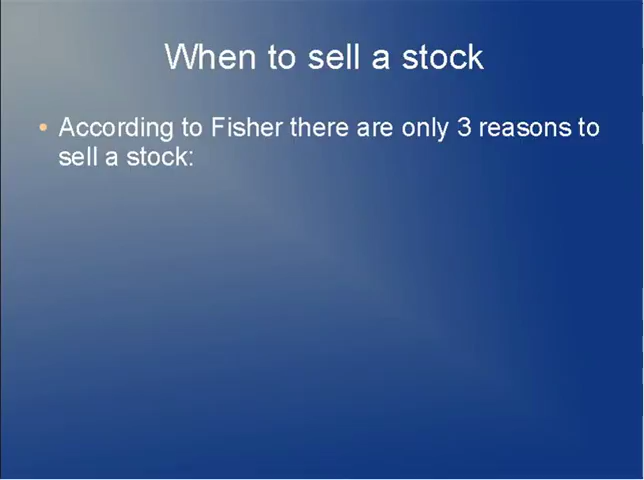 When to sell a stock
• According to Fisher there are only 3 reasons to
sell a stock: